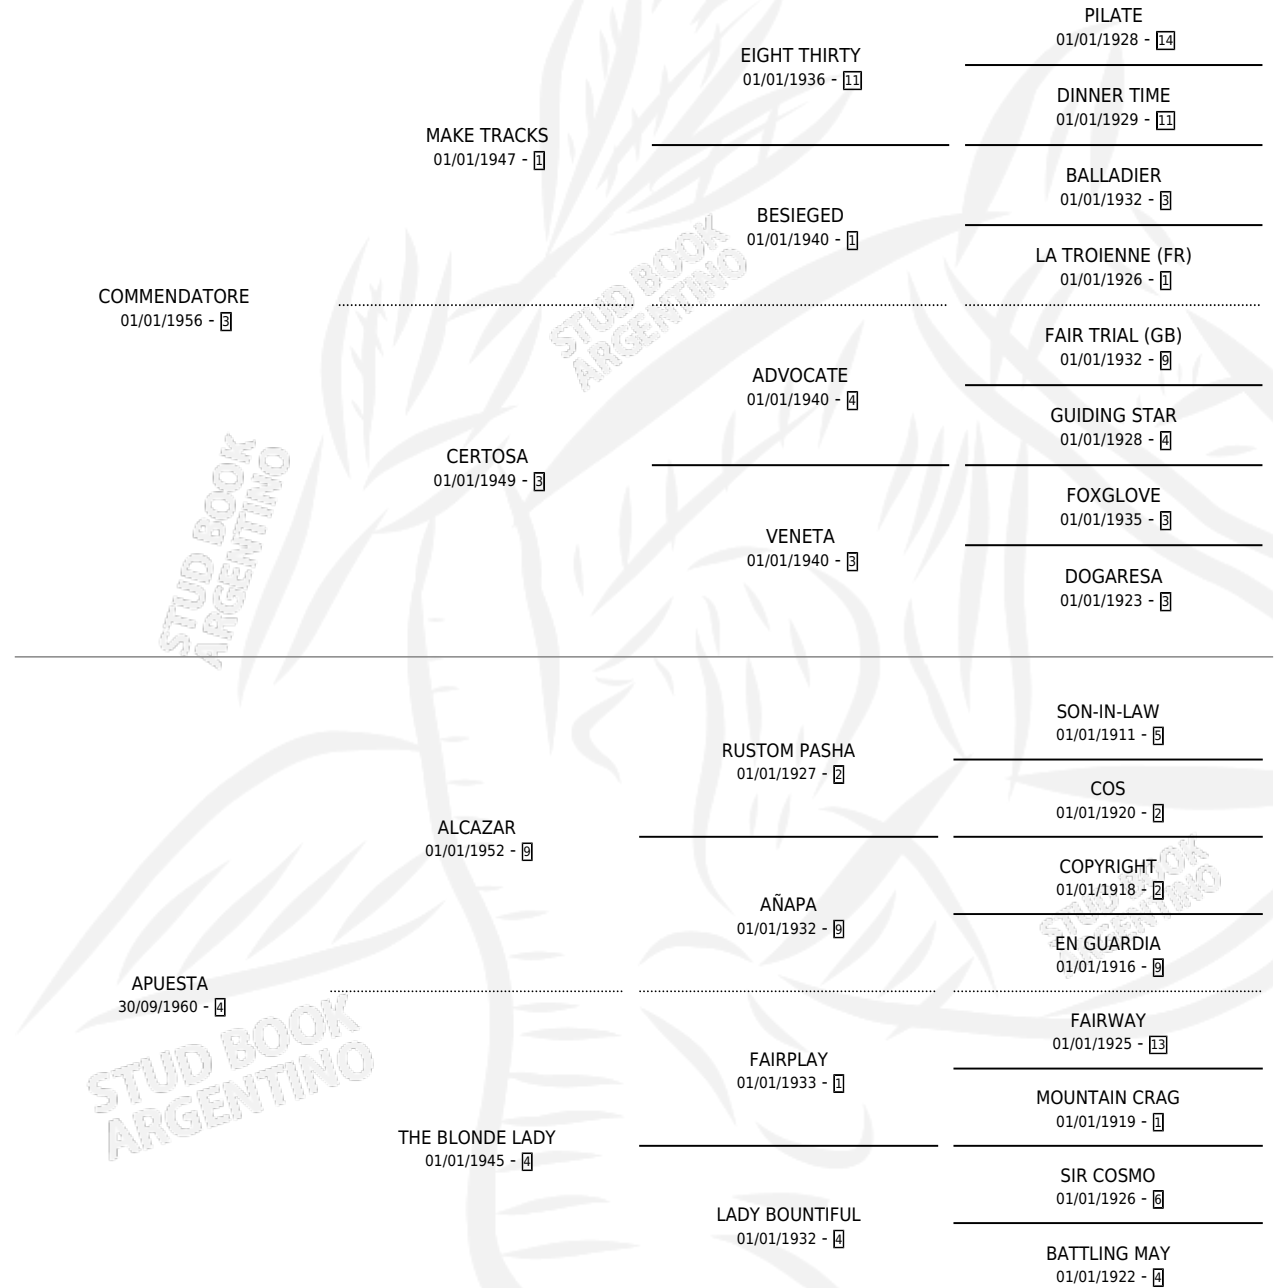 PILATE
01/01/1928 - 14
EIGHT THIRTY
01/01/1936 - 11
DINNER TIME
01/01/1929 - 11
MAKE TRACKS
01/01/1947 - 1
BALLADIER
01/01/1932 - 3
BESIEGED
01/01/1940 - 1
LA TROIENNE (FR)
01/01/1926 - 1
COMMENDATORE
01/01/1956 - 3
STUD BOOK
ARGENTINO
FAIR TRIAL (GB)
01/01/1932 - 9
ADVOCATE
01/01/1940 - 4
GUIDING STAR
01/01/1928 - 4
CERTOSA
01/01/1949 - 3
FOXGLOVE
01/01/1935 - 3
VENETA
01/01/1940 - 3
DOGARESA
01/01/1923 - 3
STUD BOOK
ARGENTINO
SON-IN-LAW
01/01/1911 - 5
RUSTOM PASHA
01/01/1927 - 2
COS
01/01/1920 - 2
ALCAZAR
01/01/1952 - 9
COPYRIGHT
01/01/1918 - 2
AÑAPA
01/01/1932 - 9
STUD BOOK
ARGENTINO
EN GUARDIA
01/01/1916 - 9
APUESTA
30/09/1960 - 4
FAIRWAY
01/01/1925 - 13
STUD BOOK
ARGENTINO
FAIRPLAY
01/01/1933 - 1
MOUNTAIN CRAG
01/01/1919 - 1
THE BLONDE LADY
01/01/1945 - 4
SIR COSMO
01/01/1926 - 6
LADY BOUNTIFUL
01/01/1932 - 4
BATTLING MAY
01/01/1922 - 4